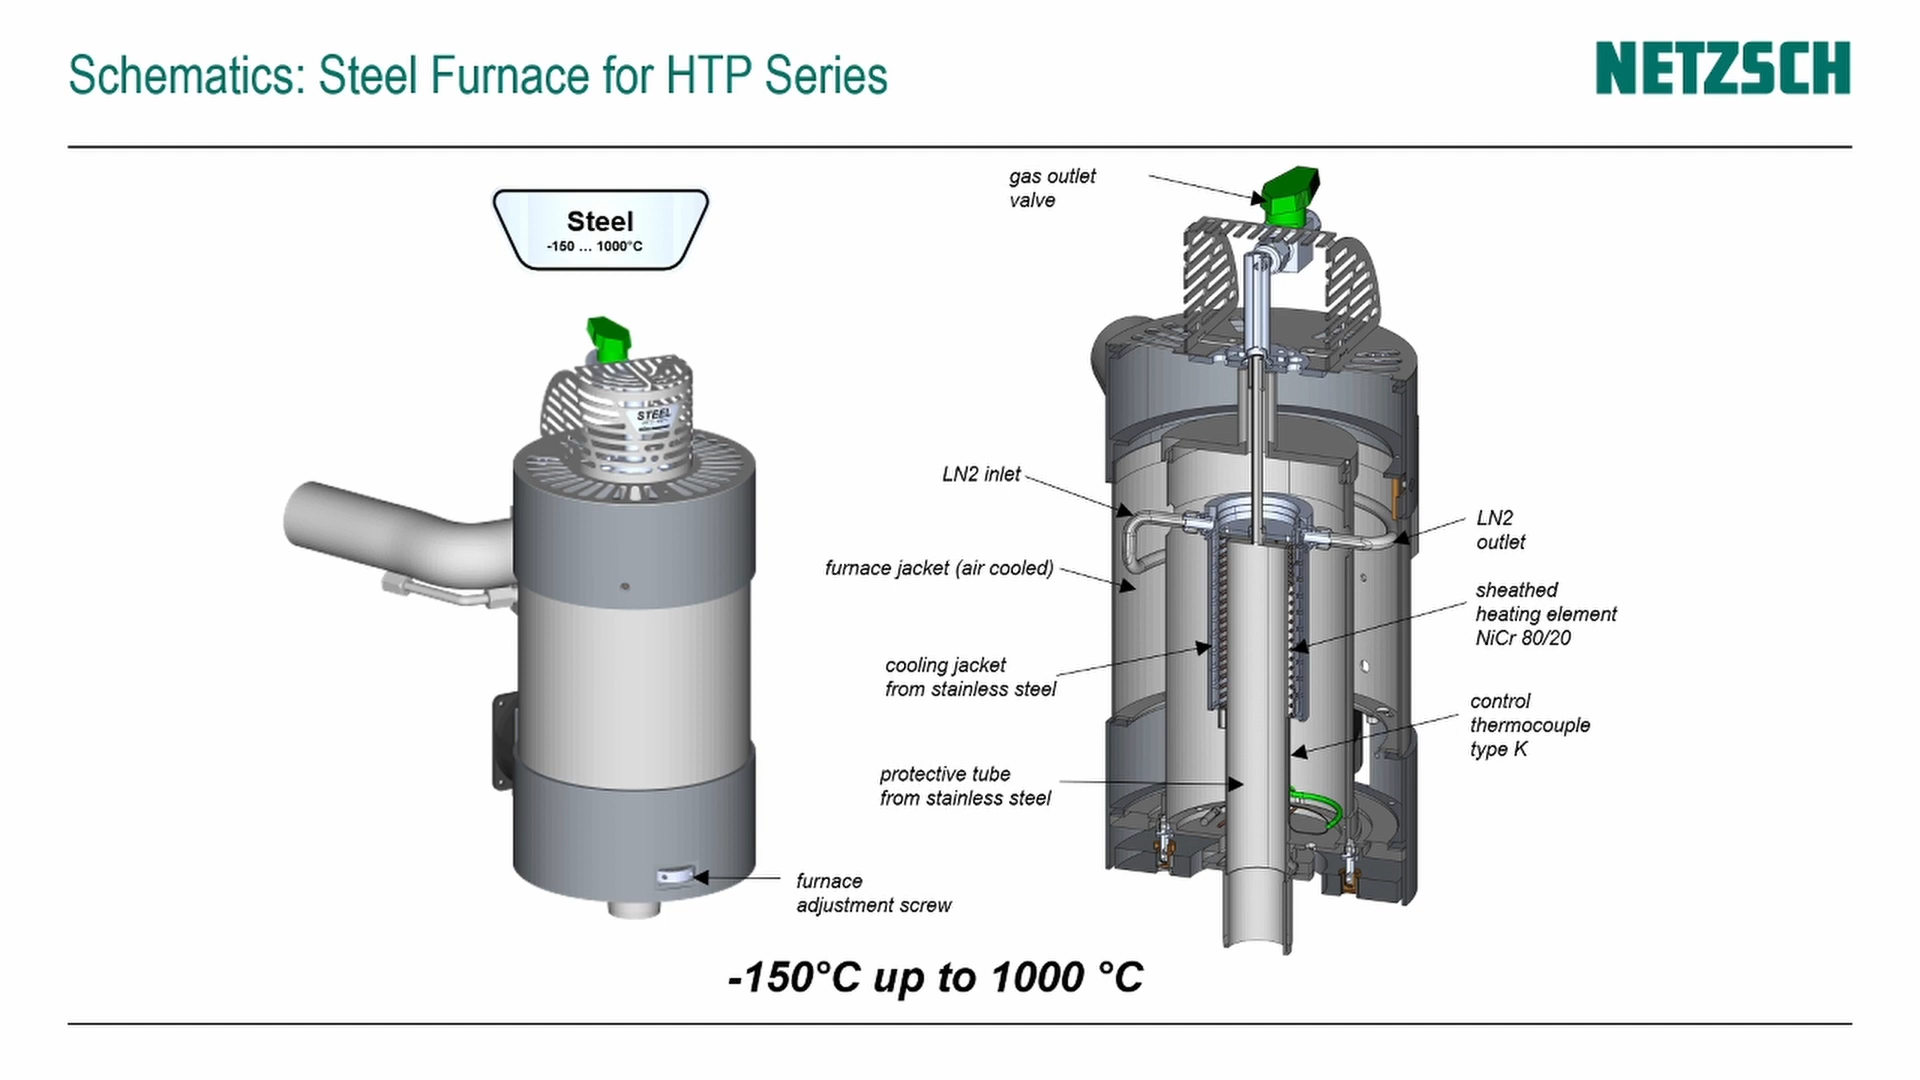 Schematics: Steel Furnace for HTP Series
NETZSCH
Steel
-150 ... 1000°C
STEEL
gas outlet
valve
LN2 inlet
LN2
outlet
furnace jacket (air cooled)
sheathed
heating element
NiCr 80/20
cooling jacket
from stainless steel
control
thermocouple
type K
protective tube
from stainless steel
furnace
adjustment screw
-150°C up to 1000 °C